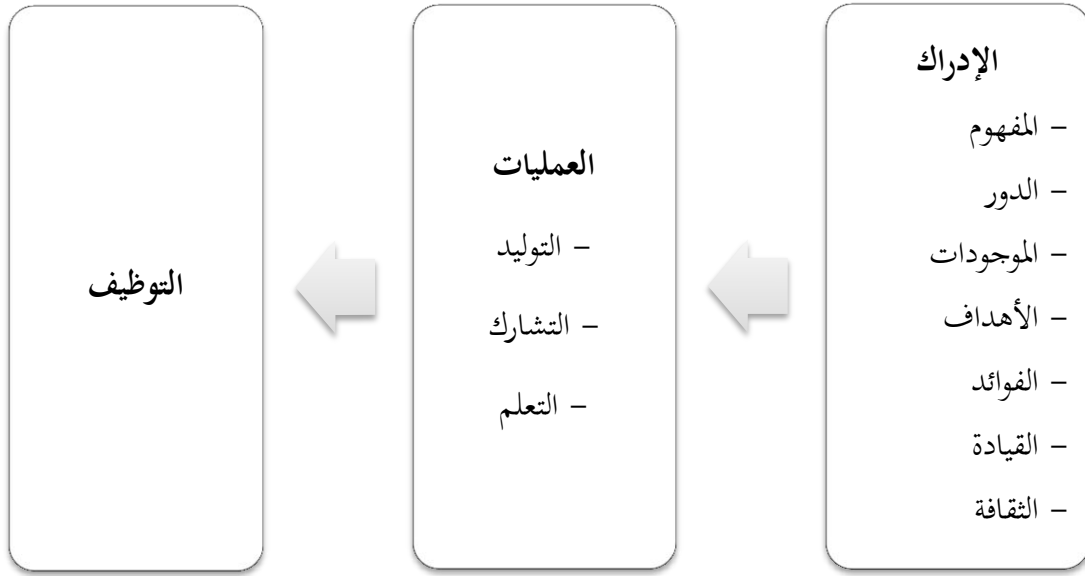 الإدراك
– المفهوم
– الدور
– الموجودات
– الأهداف
– الفوائد
– القيادة
– الثقافة
العمليات
– التوليد
– التشارك
– التعلم
التوظيف